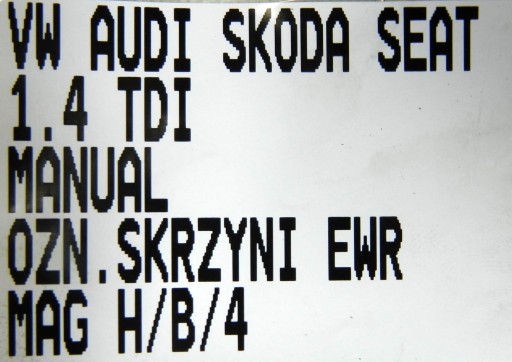 VW AUDI SKODA SEAT
1.4 TDI
MANUAL
OZN.SKRZYNI EWR
MAG H/B/4